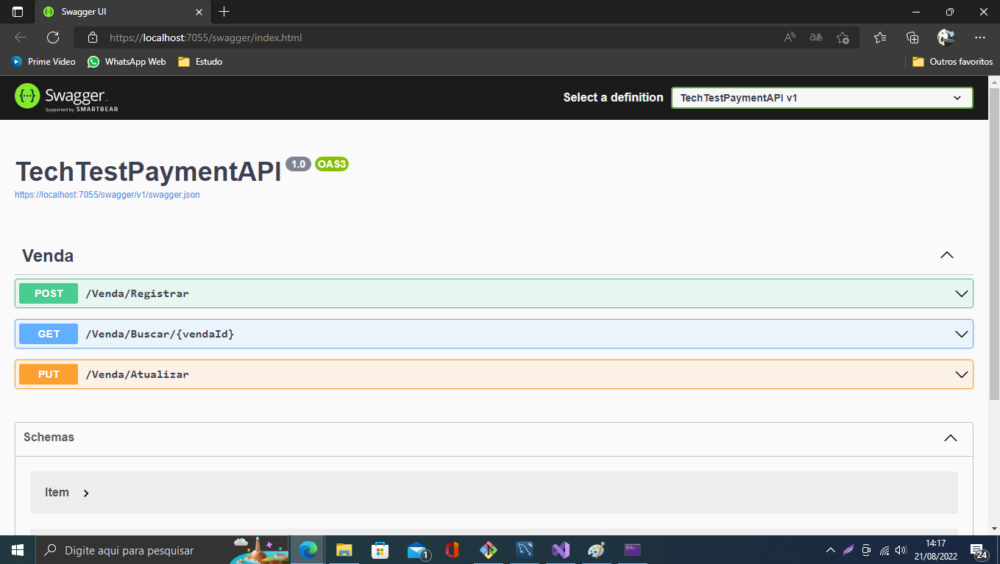 Swagger UI
https://localhost:7055/swagger/index.html
Prime Video
WhatsApp Web
Estudo
Outros favoritos
Swagger
Supported by SMARTBEAR
Select a definition
TechTestPaymentAPI v1
TechTestPaymentAPI 1.0 OAS3
https://localhost:7055/swagger/v1/swagger.json
Venda
POST /Venda/Registrar
GET /Venda/Buscar/{vendaId}
PUT /Venda/Atualizar
Schemas
Item
Digite aqui para pesquisar
1
14:17
21/08/2022
24